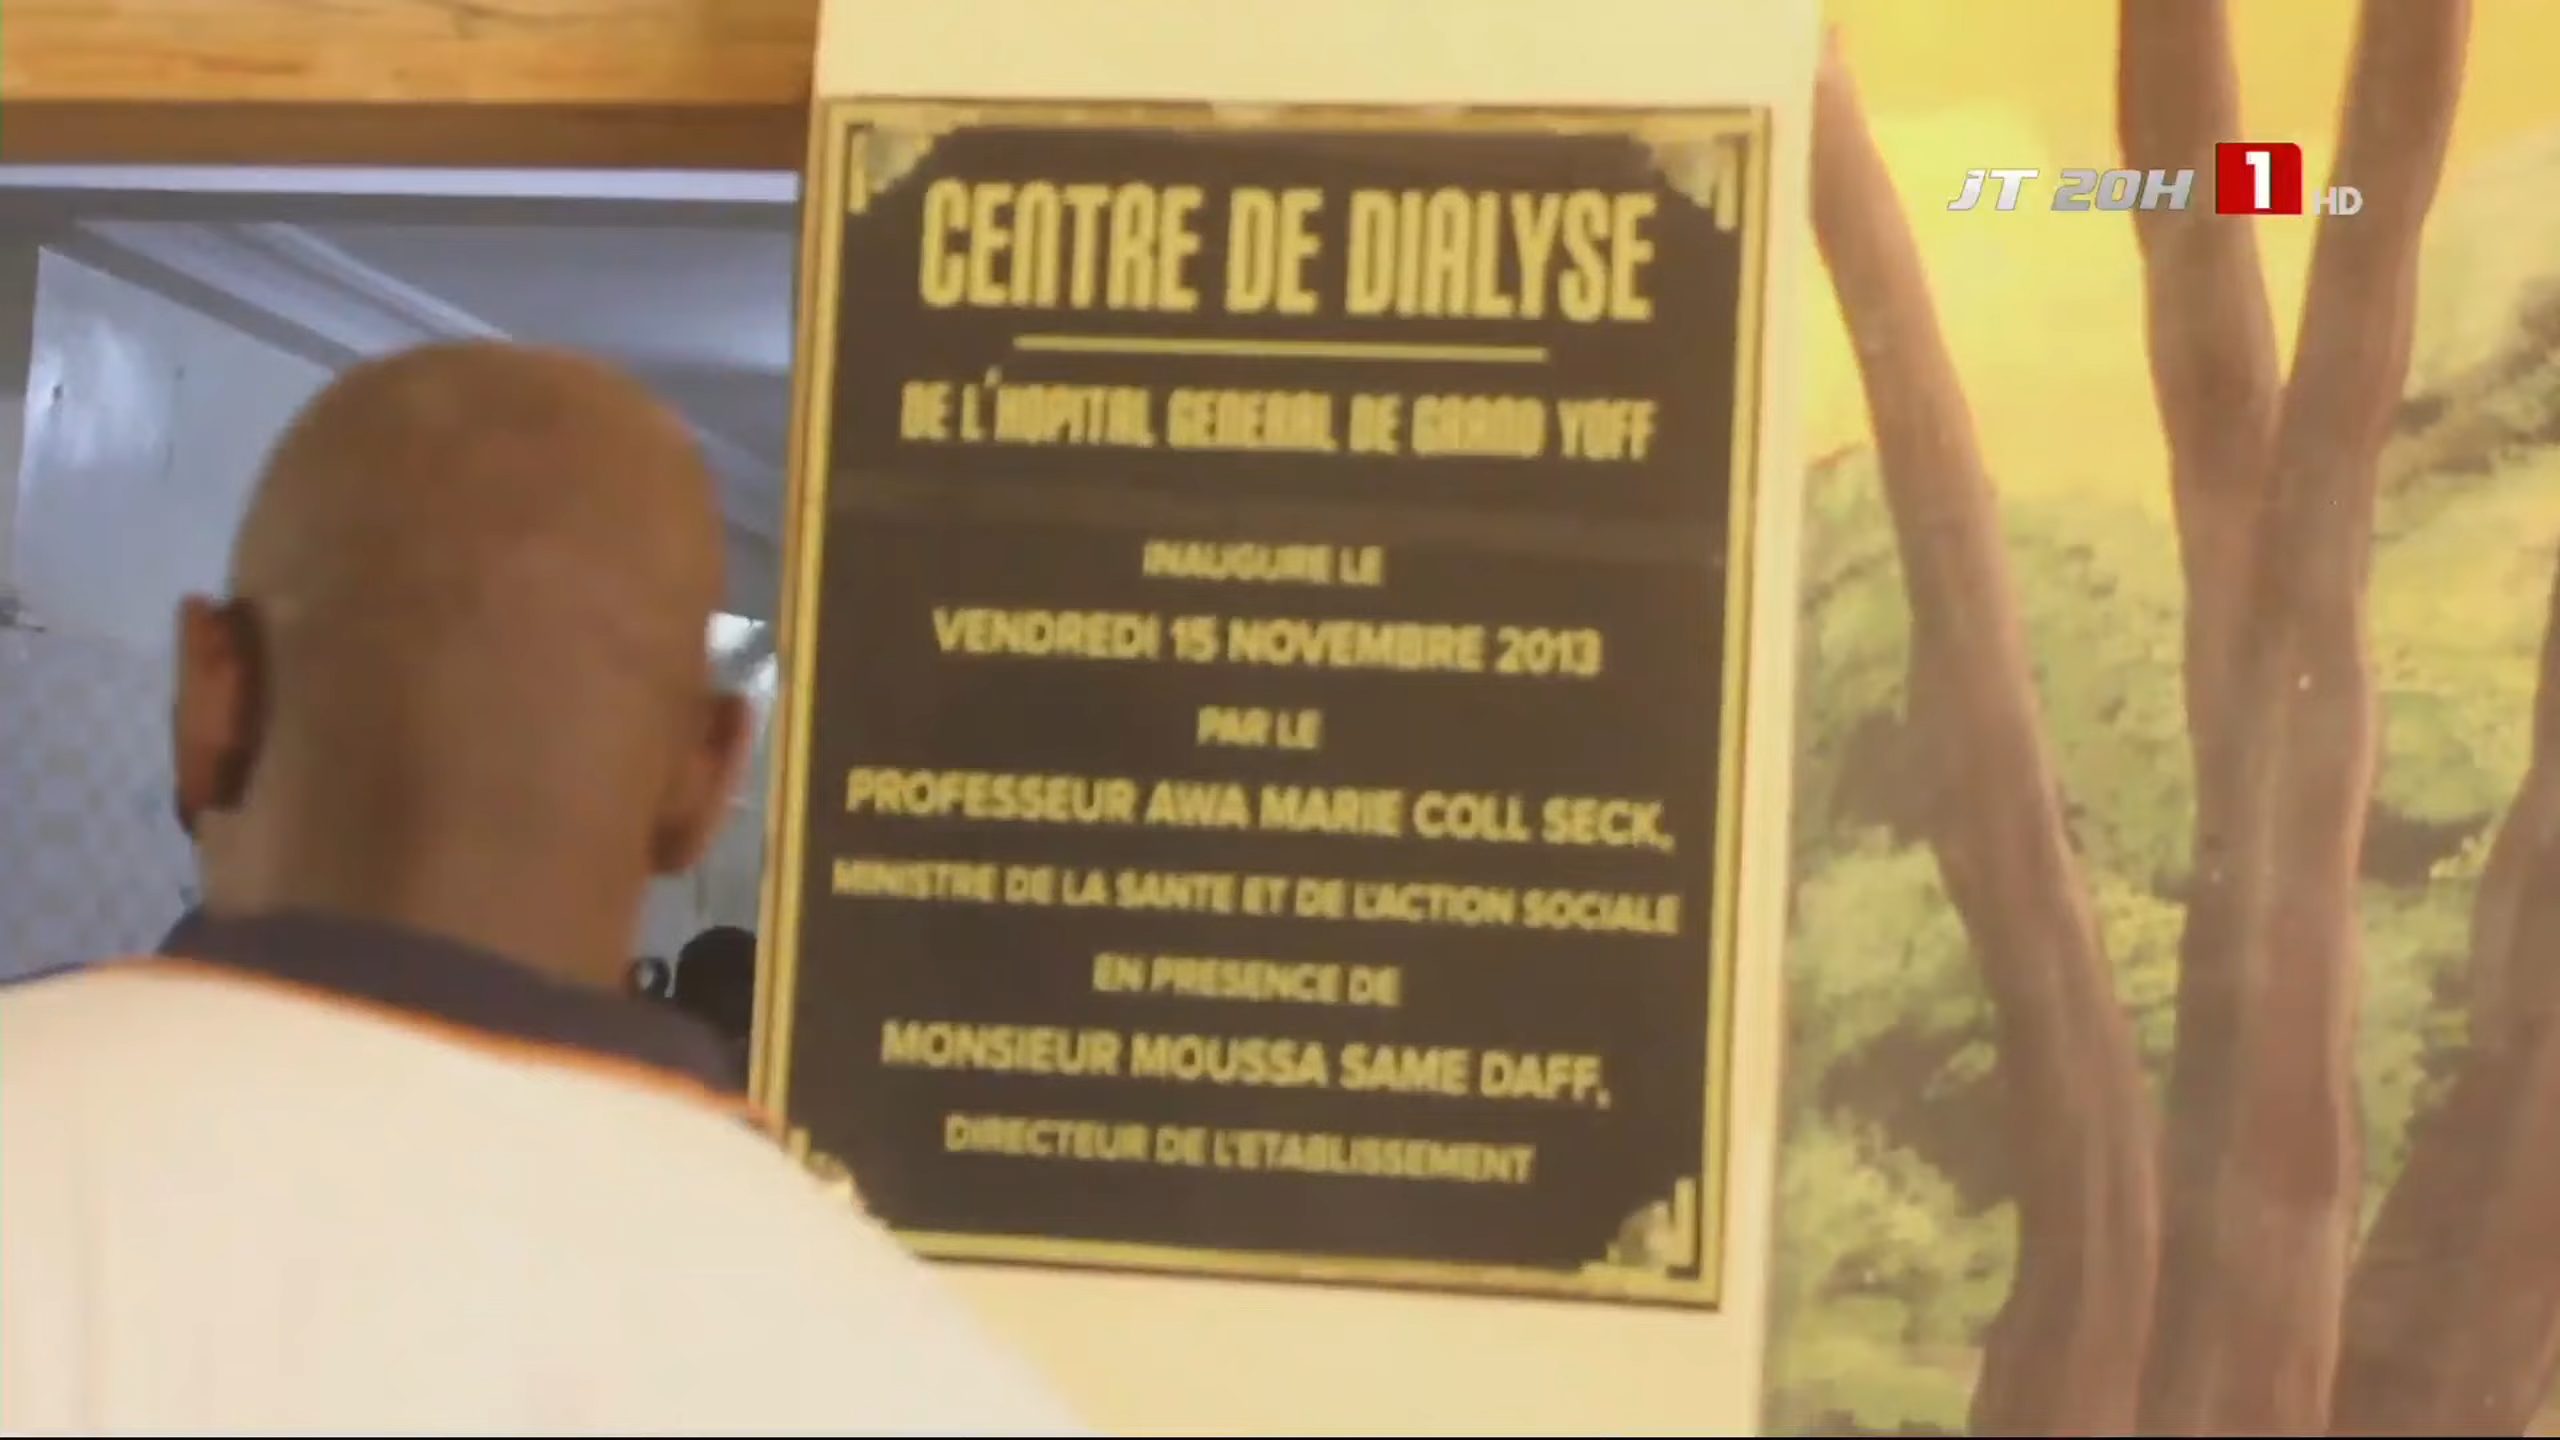 JT 20H 1 HD
CENTRE DE DIALYSE
DE L'HOPITAL GENERAL DE GRAND YOFF
INAUGURE LE
VENDREDI 15 NOVEMBRE 2013
PAR LE
PROFESSEUR AWA MARIE COLL SECK,
MINISTRE DE LA SANTE ET DE L'ACTION SOCIALE
EN PRESENCE DE
MONSIEUR MOUSSA SAME DAFF,
DIRECTEUR DE L'ETABLISSEMENT